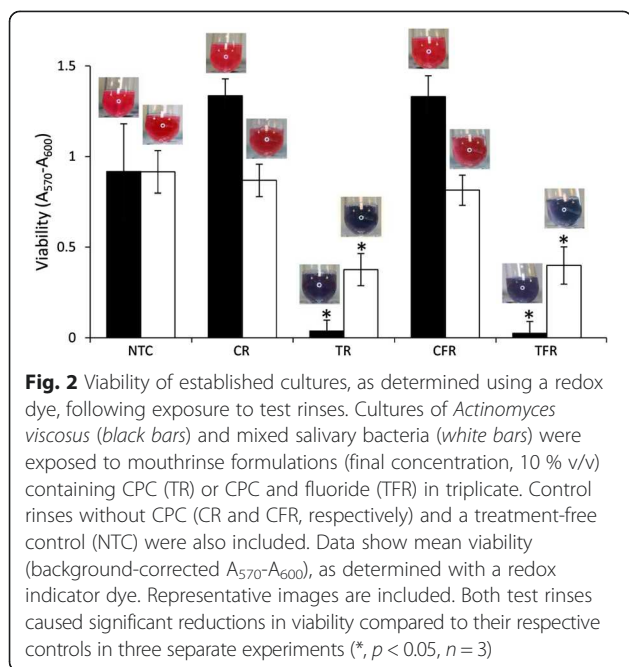 1.5
1
0.5
0
Viability (A570-A600)
* * * *
NTC CR TR CFR TFR
Fig. 2 Viability of established cultures, as determined using a redox
dye, following exposure to test rinses. Cultures of Actinomyces
viscosus (black bars) and mixed salivary bacteria (white bars) were
exposed to mouthrinse formulations (final concentration, 10 % v/v)
containing CPC (TR) or CPC and fluoride (TFR) in triplicate. Control
rinses without CPC (CR and CFR, respectively) and a treatment-free
control (NTC) were also included. Data show mean viability
(background-corrected A570-A600), as determined with a redox
indicator dye. Representative images are included. Both test rinses
caused significant reductions in viability compared to their respective
controls in three separate experiments (*, p < 0.05, n = 3)